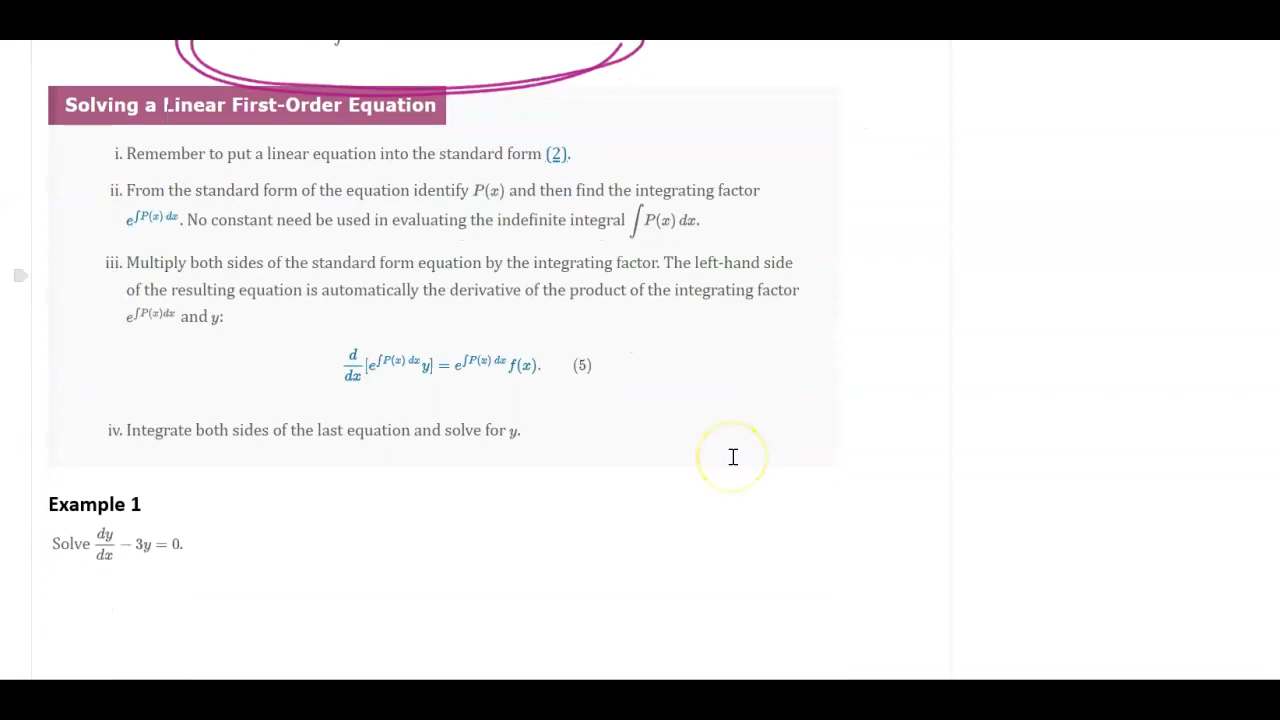 Solving a Linear First-Order Equation
i. Remember to put a linear equation into the standard form (2).
ii. From the standard form of the equation identify P(x) and then find the integrating factor
e^{∫P(x) dx}. No constant need be used in evaluating the indefinite integral ∫P(x) dx.
iii. Multiply both sides of the standard form equation by the integrating factor. The left-hand side
of the resulting equation is automatically the derivative of the product of the integrating factor
e^{∫P(x)dx} and y:
d/dx [e^{∫P(x) dx} y] = e^{∫P(x) dx} f(x). (5)
iv. Integrate both sides of the last equation and solve for y.
Example 1
Solve dy/dx − 3y = 0.